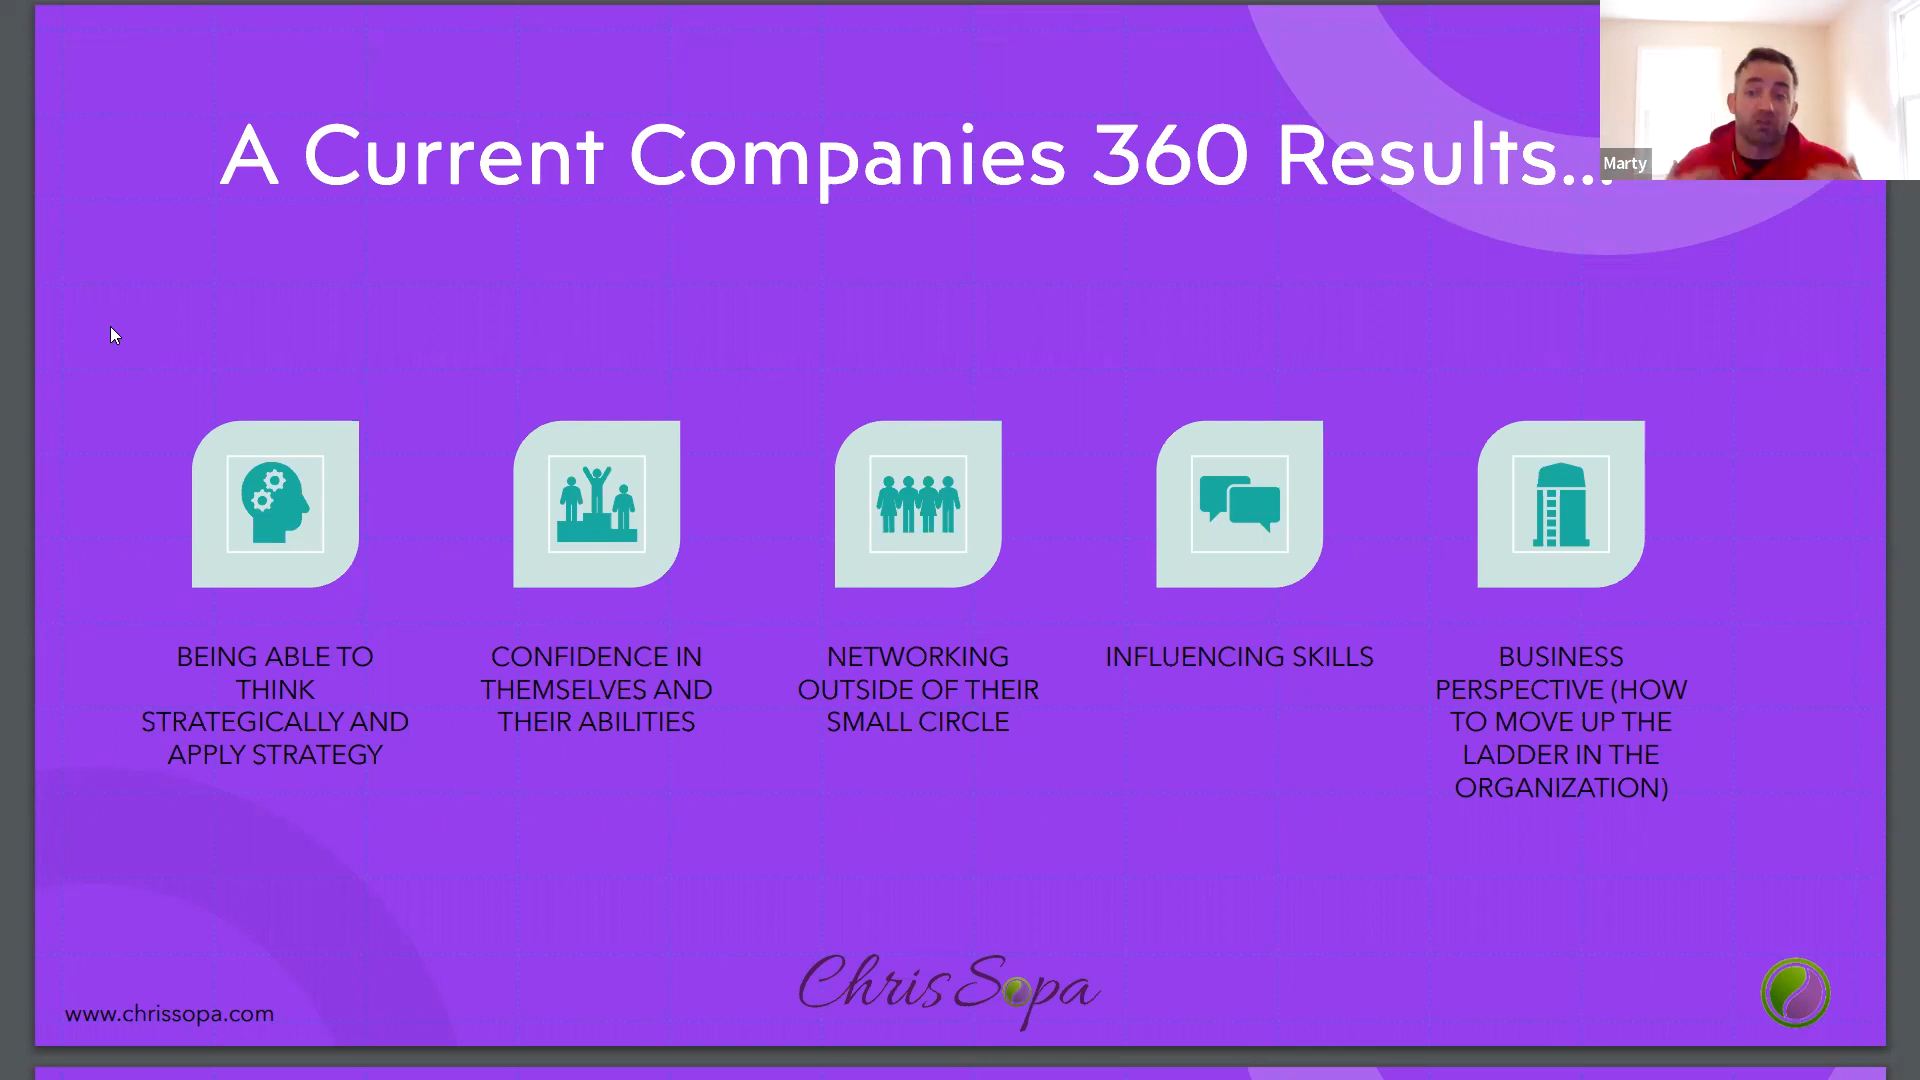 A Current Companies 360 Results...
Marty
BEING ABLE TO
THINK
STRATEGICALLY AND
APPLY STRATEGY
CONFIDENCE IN
THEMSELVES AND
THEIR ABILITIES
NETWORKING
OUTSIDE OF THEIR
SMALL CIRCLE
INFLUENCING SKILLS
BUSINESS
PERSPECTIVE (HOW
TO MOVE UP THE
LADDER IN THE
ORGANIZATION)
www.chrissopa.com
Chris Sopa